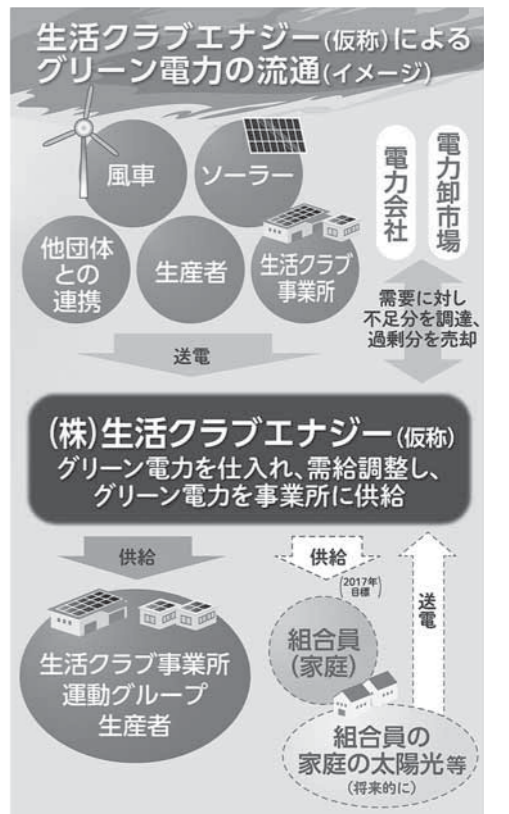 生活クラブエナジー(仮称)による
グリーン電力の流通(イメージ)
風車
ソーラー
他団体
との
連携
生産者
生活クラブ
事業所
電力会社
電力卸市場
需要に対し
不足分を調達、
過剰分を売却
送電
(株)生活クラブエナジー(仮称)
グリーン電力を仕入れ、需給調整し、
グリーン電力を事業所に供給
供給
生活クラブ事業所
運動グループ
生産者
供給
(2017年
目標)
組合員
(家庭)
送電
組合員の
家庭の太陽光等
(将来的に)